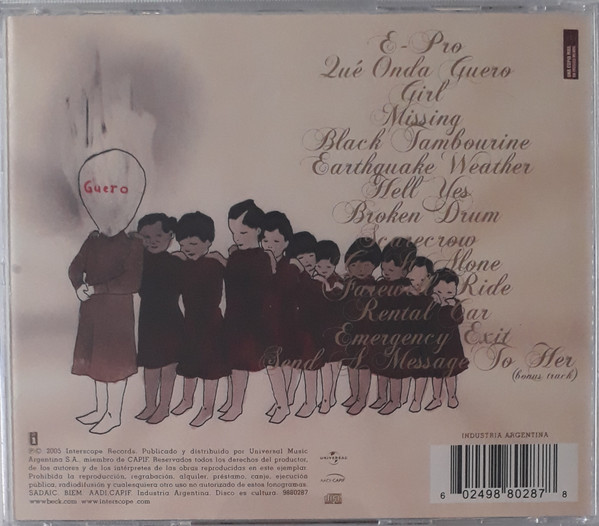 E-Pro
Qué Onda Guero
Girl
Missing
Black Tambourine
Earthquake Weather
Hell Yes
Broken Drum
Scarecrow
Go It Alone
Farewell Ride
Rental Car
Emergency Exit
Send A Message To Her
(bonus track)
Guero
INDUSTRIA ARGENTINA
℗© 2005 Interscope Records. Publicado y distribuido por Universal Music
Argentina S.A., miembro de CAPIF. Reservados todos los derechos del productor,
de los autores y de los intérpretes de las obras reproducidas en este ejemplar.
Prohibida la reproducción, regrabación, alquiler, préstamo, canje, ejecución
pública, radiodifusión y cualesquiera otro uso no autorizado de estos fonogramas.
SADAIC. BIEM. AADI.CAPIF. Industria Argentina. Disco es cultura. 9880287
www.beck.com www.interscope.com
UNIVERSAL
AADI-CAPIF
6 02498 80287 8